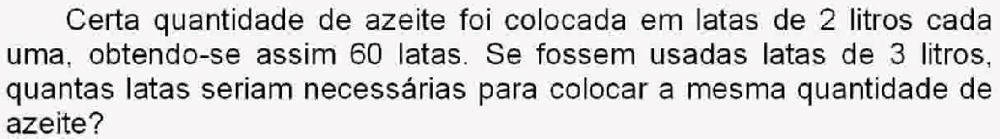 Certa quantidade de azeite foi colocada em latas de 2 litros cada
uma, obtendo-se assim 60 latas. Se fossem usadas latas de 3 litros,
quantas latas seriam necessárias para colocar a mesma quantidade de
azeite?